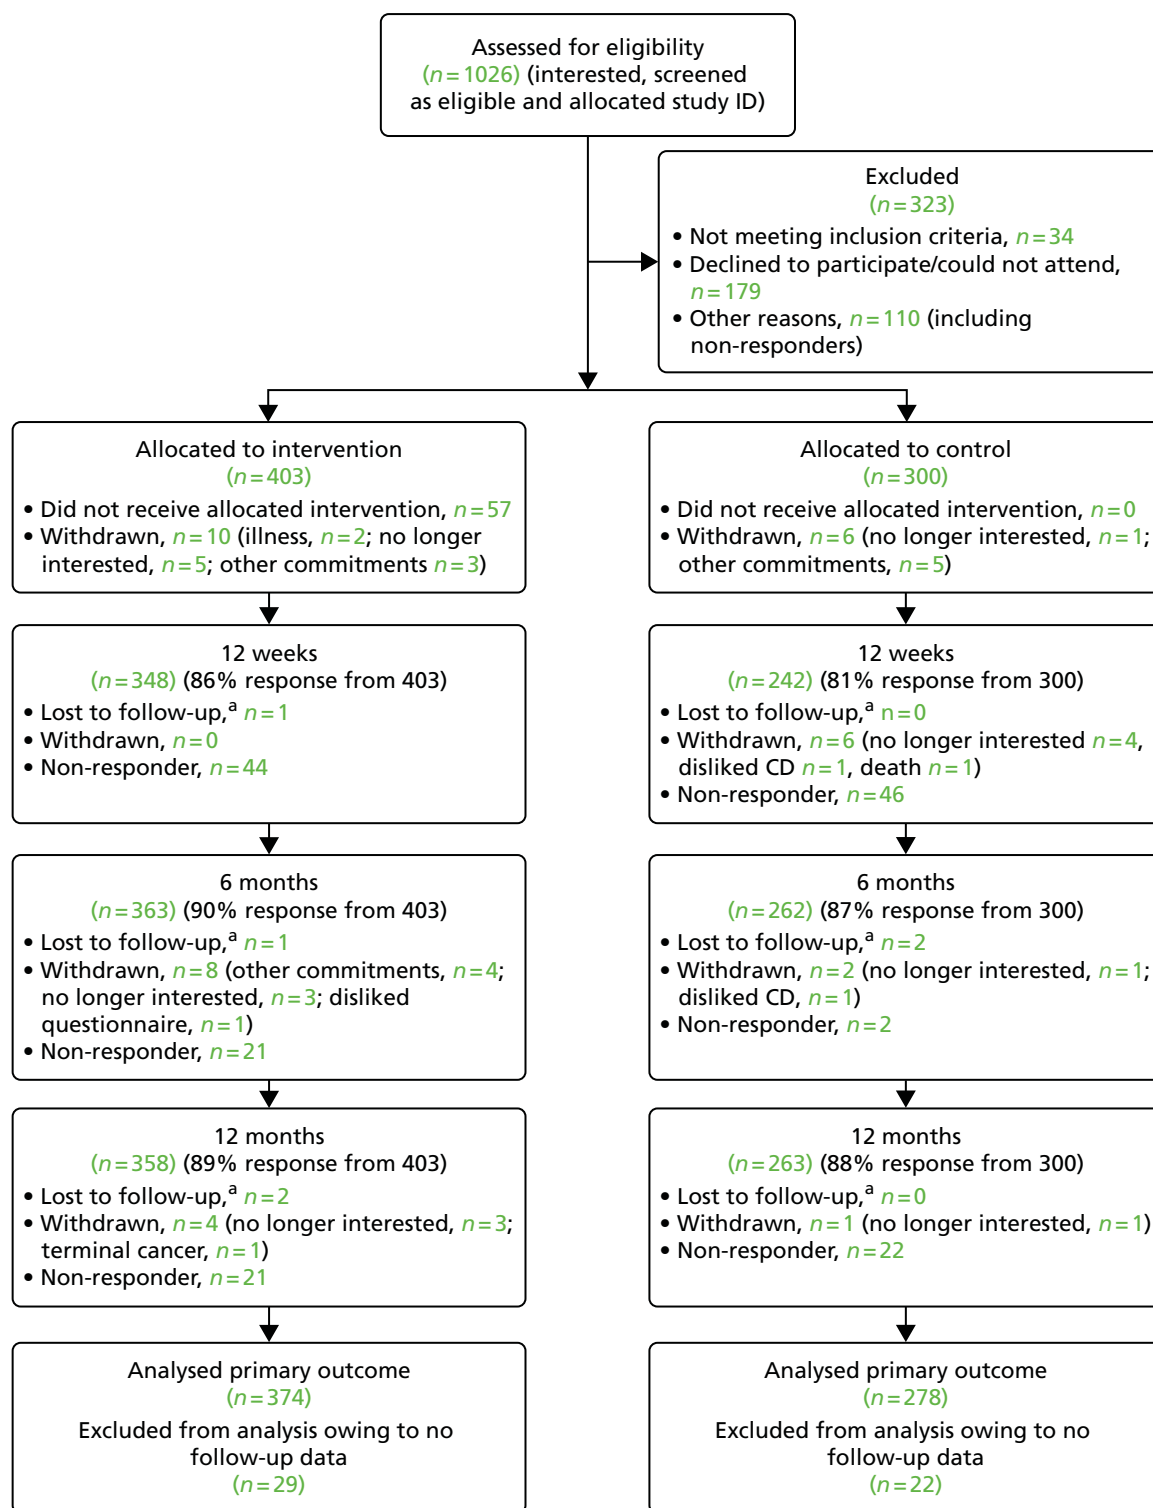 Assessed for eligibility
(n=1026) (interested, screened
as eligible and allocated study ID)
Excluded
(n=323)
• Not meeting inclusion criteria, n=34
• Declined to participate/could not attend,
n=179
• Other reasons, n=110 (including
non-responders)
Allocated to intervention
(n=403)
• Did not receive allocated intervention, n=57
• Withdrawn, n=10 (illness, n=2; no longer
interested, n=5; other commitments n=3)
Allocated to control
(n=300)
• Did not receive allocated intervention, n=0
• Withdrawn, n=6 (no longer interested, n=1;
other commitments, n=5)
12 weeks
(n=348) (86% response from 403)
• Lost to follow-up,a n=1
• Withdrawn, n=0
• Non-responder, n=44
12 weeks
(n=242) (81% response from 300)
• Lost to follow-up,a n=0
• Withdrawn, n=6 (no longer interested n=4,
disliked CD n=1, death n=1)
• Non-responder, n=46
6 months
(n=363) (90% response from 403)
• Lost to follow-up,a n=1
• Withdrawn, n=8 (other commitments, n=4;
no longer interested, n=3; disliked
questionnaire, n=1)
• Non-responder, n=21
6 months
(n=262) (87% response from 300)
• Lost to follow-up,a n=2
• Withdrawn, n=2 (no longer interested, n=1;
disliked CD, n=1)
• Non-responder, n=2
12 months
(n=358) (89% response from 403)
• Lost to follow-up,a n=2
• Withdrawn, n=4 (no longer interested, n=3;
terminal cancer, n=1)
• Non-responder, n=21
12 months
(n=263) (88% response from 300)
• Lost to follow-up,a n=0
• Withdrawn, n=1 (no longer interested, n=1)
• Non-responder, n=22
Analysed primary outcome
(n=374)
Excluded from analysis owing to no
follow-up data
(n=29)
Analysed primary outcome
(n=278)
Excluded from analysis owing to no
follow-up data
(n=22)